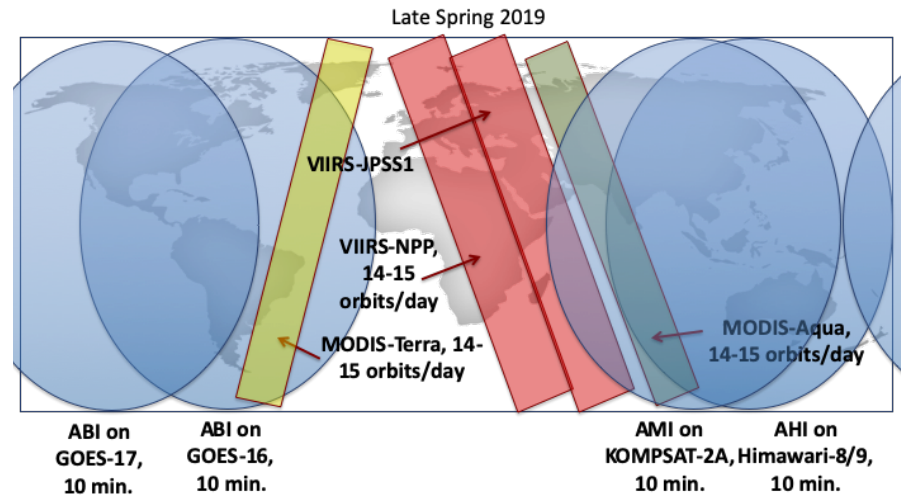 Late Spring 2019
VIIRS-JPSS1
VIIRS-NPP,
14-15
orbits/day
MODIS-Terra, 14-
15 orbits/day
MODIS-Aqua,
14-15 orbits/day
ABI on
GOES-17,
10 min.
ABI on
GOES-16,
10 min.
AMI on
KOMPSAT-2A,
10 min.
AHI on
Himawari-8/9,
10 min.